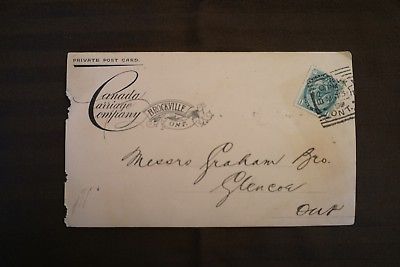 PRIVATE POST CARD.
Canada
Carriage
Company
BROCKVILLE
ONT.
ONT.
Messrs Graham Bro.
Glencoe
Ont